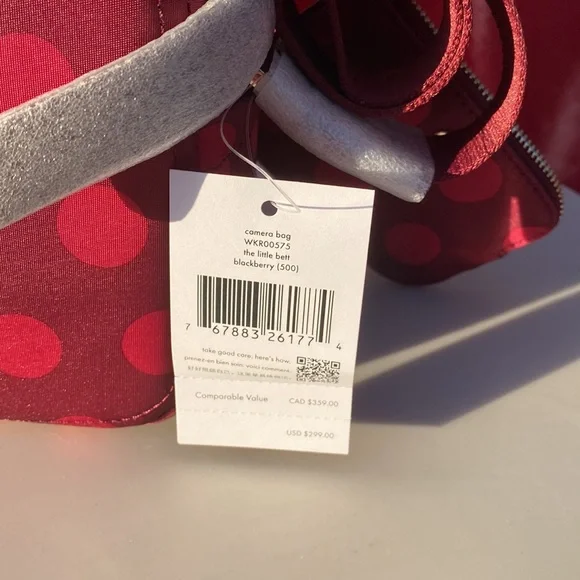 camera bag
WKR00575
the little bett
blackberry (500)
7 67883 26177 4
take good care. here's how.
prenez-en bien soin. voici comment.
Comparable Value CAD $359.00
USD $299.00